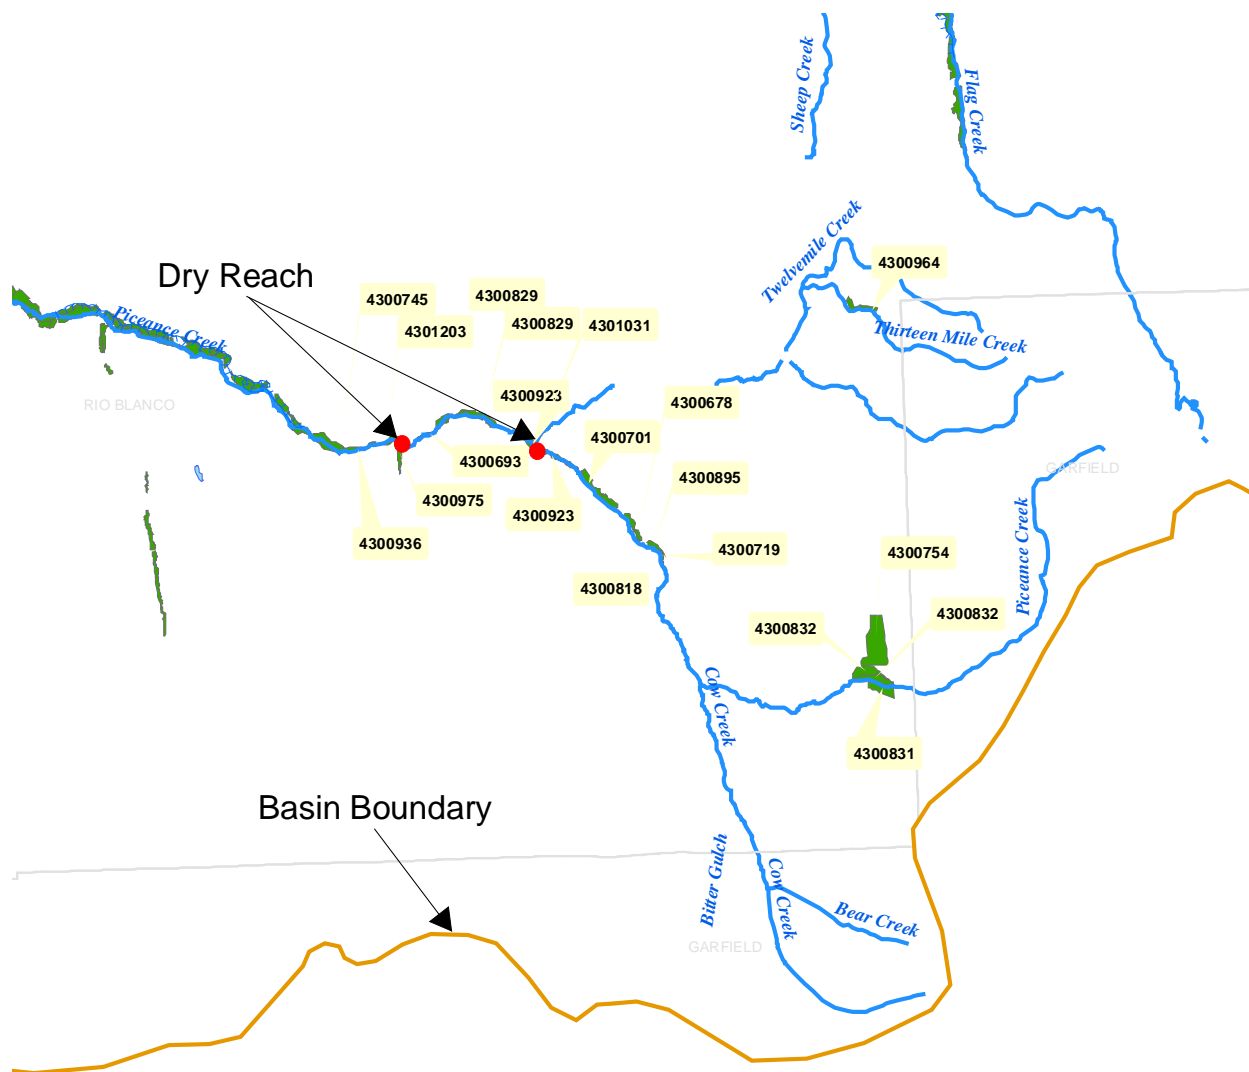 Sheep Creek
Flag Creek
Twelvemile Creek
4300964
Dry Reach
4300745
4300829
4301203
4300829
4301031
Piceance Creek
Thirteen Mile Creek
RIO BLANCO
4300923
4300678
4300701
4300693
4300895
GARFIELD
4300975
4300923
4300936
4300719
4300754
Piceance Creek
4300818
4300832
4300832
Cow Creek
4300831
Basin Boundary
Bitter Gulch
Cow Creek
Bear Creek
GARFIELD